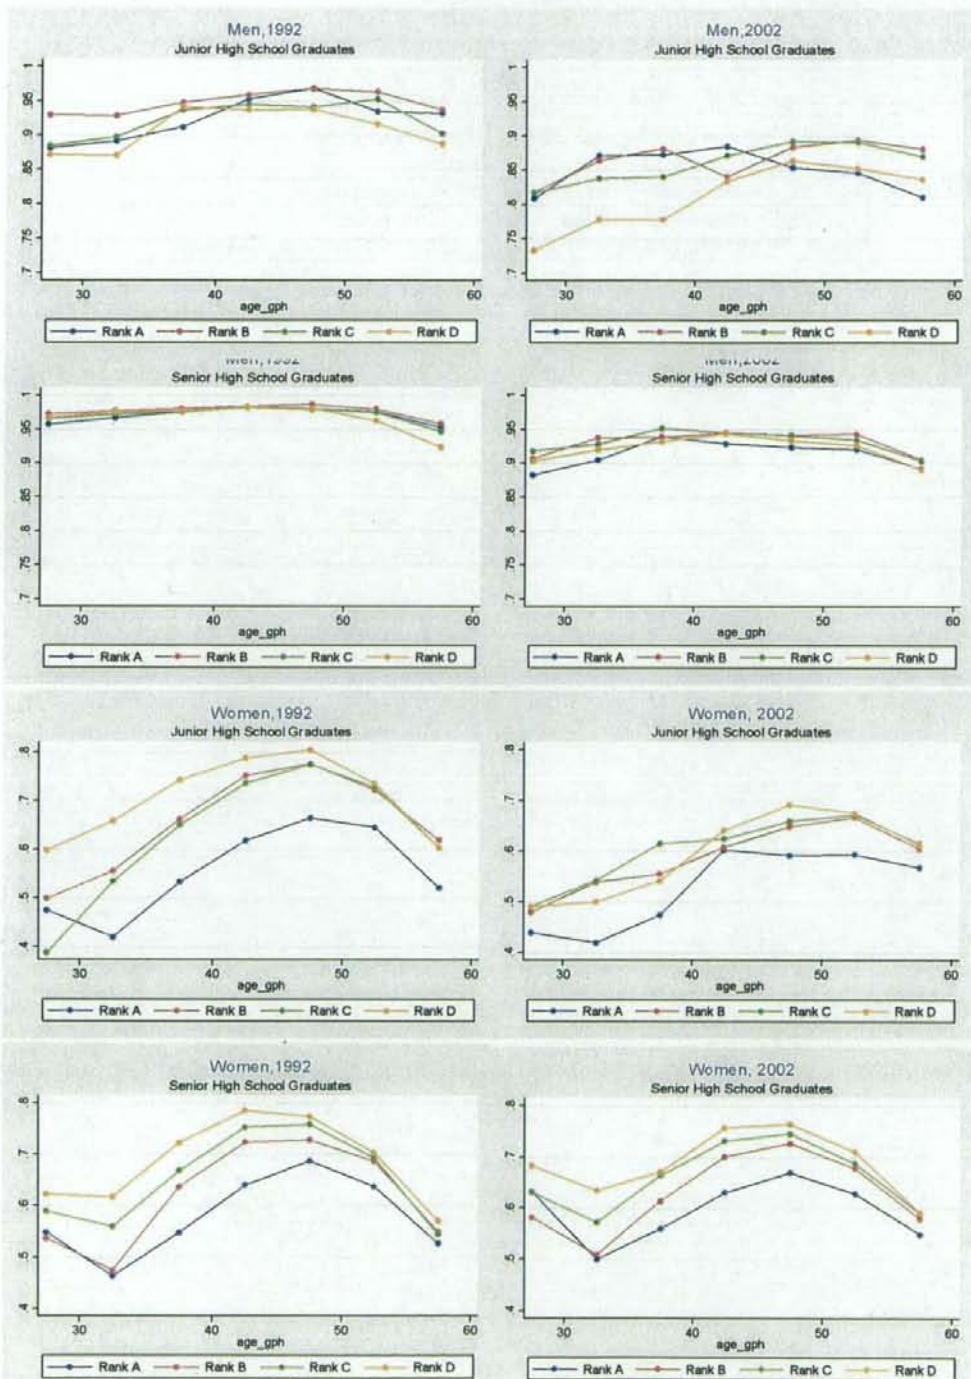 Men,1992
Junior High School Graduates
1
.95
.9
.85
.8
.75
.7
30 40 50 60
age_gph
Rank A Rank B Rank C Rank D
Men,2002
Junior High School Graduates
1
.95
.9
.85
.8
.75
.7
30 40 50 60
age_gph
Rank A Rank B Rank C Rank D
Men,1992
Senior High School Graduates
1
.95
.9
.85
.8
.75
.7
30 40 50 60
age_gph
Rank A Rank B Rank C Rank D
Men,2002
Senior High School Graduates
1
.95
.9
.85
.8
.75
.7
30 40 50 60
age_gph
Rank A Rank B Rank C Rank D
Women,1992
Junior High School Graduates
.8
.7
.6
.5
.4
30 40 50 60
age_gph
Rank A Rank B Rank C Rank D
Women, 2002
Junior High School Graduates
.8
.7
.6
.5
.4
30 40 50 60
age_gph
Rank A Rank B Rank C Rank D
Women,1992
Senior High School Graduates
.8
.7
.6
.5
.4
30 40 50 60
age_gph
Rank A Rank B Rank C Rank D
Women, 2002
Senior High School Graduates
.8
.7
.6
.5
.4
30 40 50 60
age_gph
Rank A Rank B Rank C Rank D